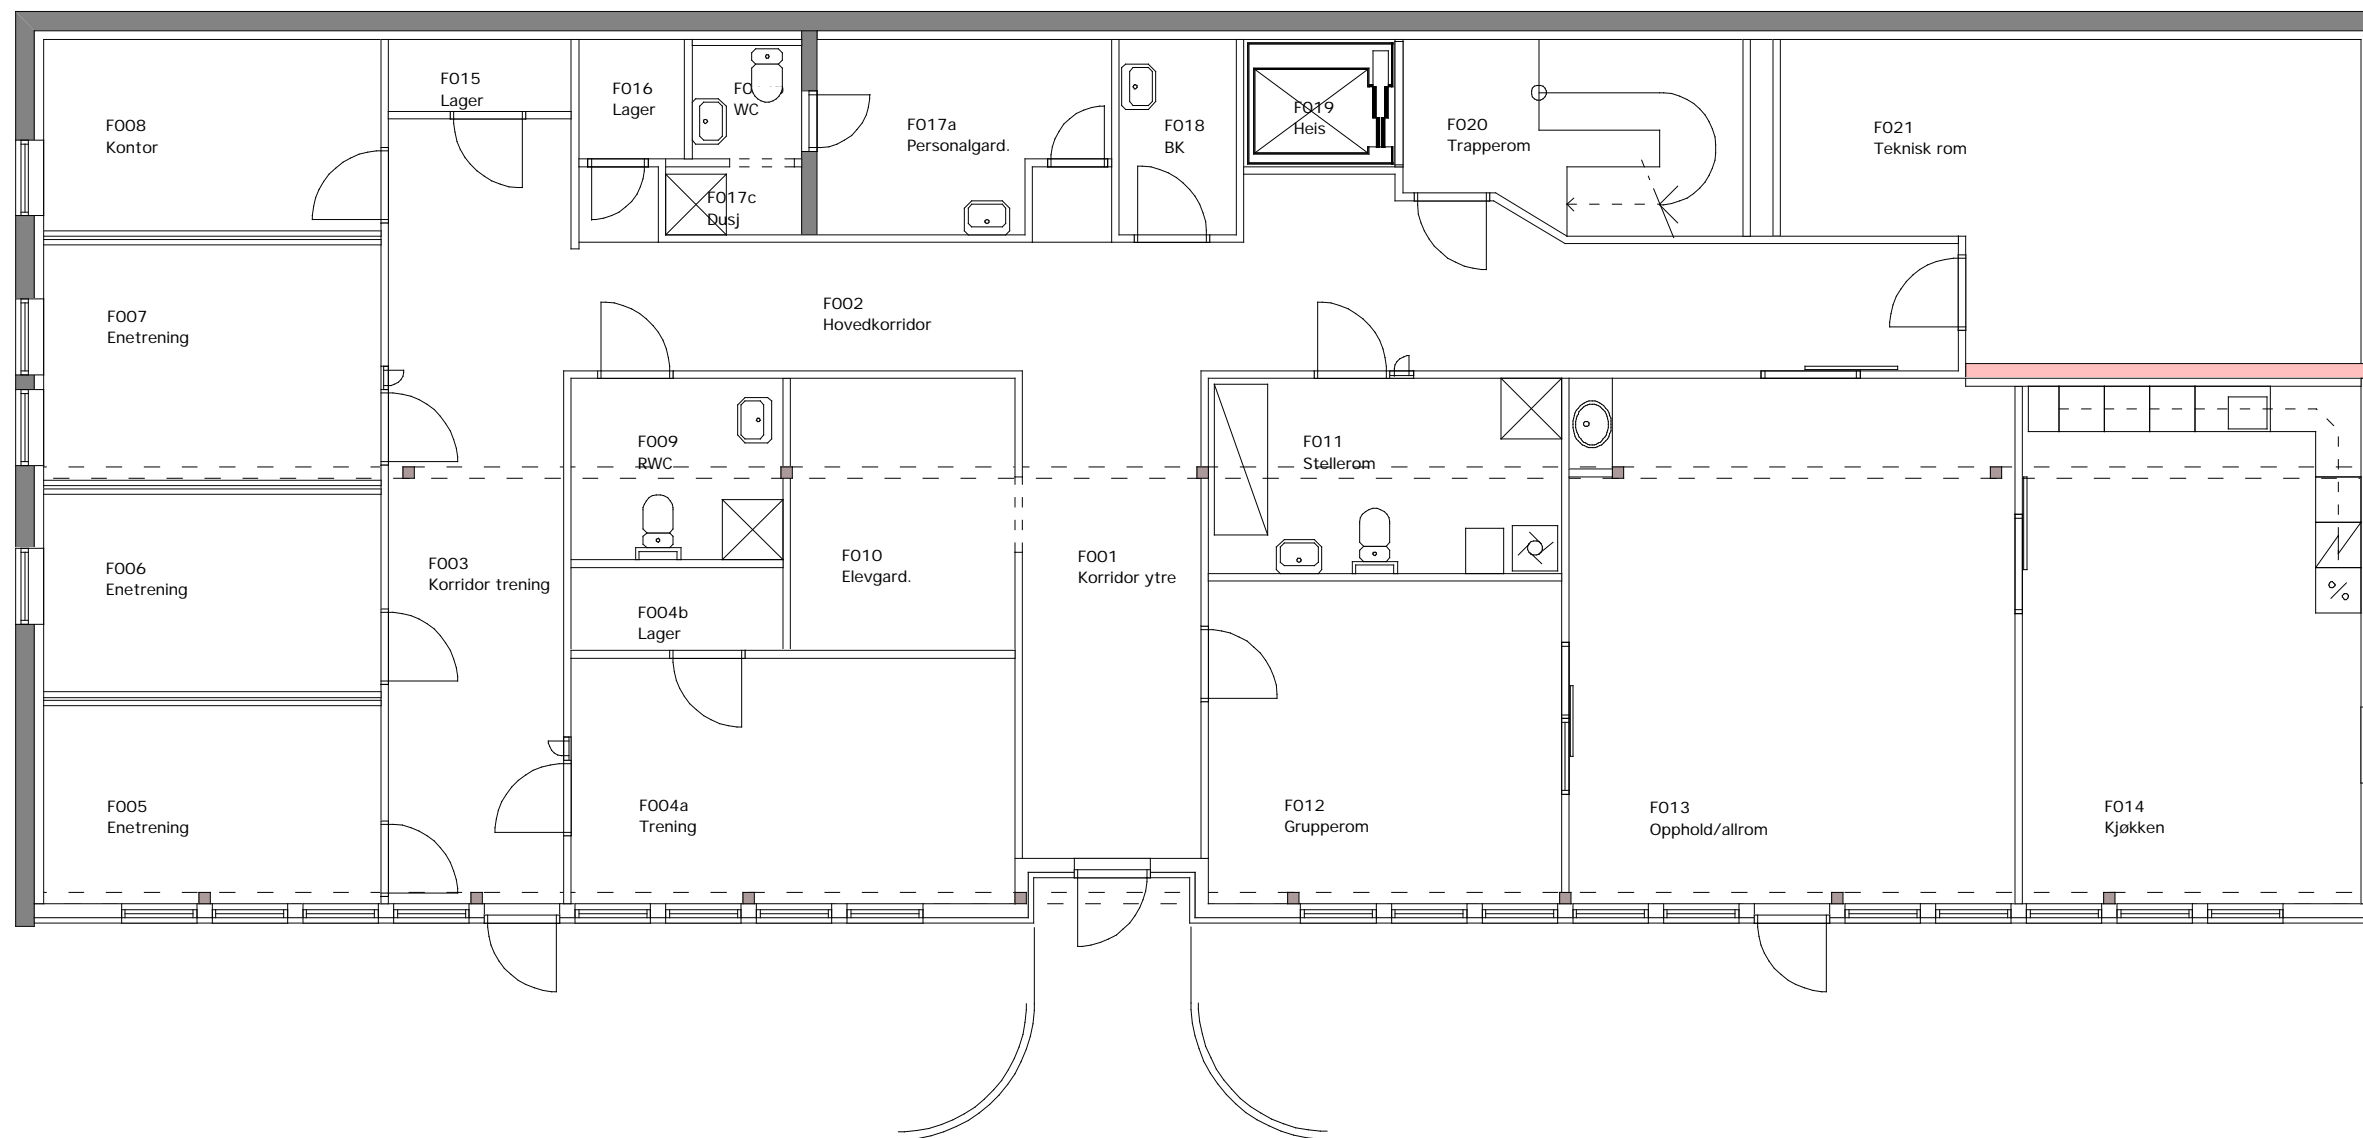 F008
Kontor
F015
Lager
F016
Lager
WC
F017a
Personalgard.
F018
BK
F019
Heis
F020
Trapperom
F021
Teknisk rom
F017c
Dusj
F007
Enetrening
F002
Hovedkorridor
F009
RWC
F011
Stellerom
F006
Enetrening
F003
Korridor trening
F010
Elevgard.
F001
Korridor ytre
F004b
Lager
F005
Enetrening
F004a
Trening
F012
Grupperom
F013
Opphold/allrom
F014
Kjøkken